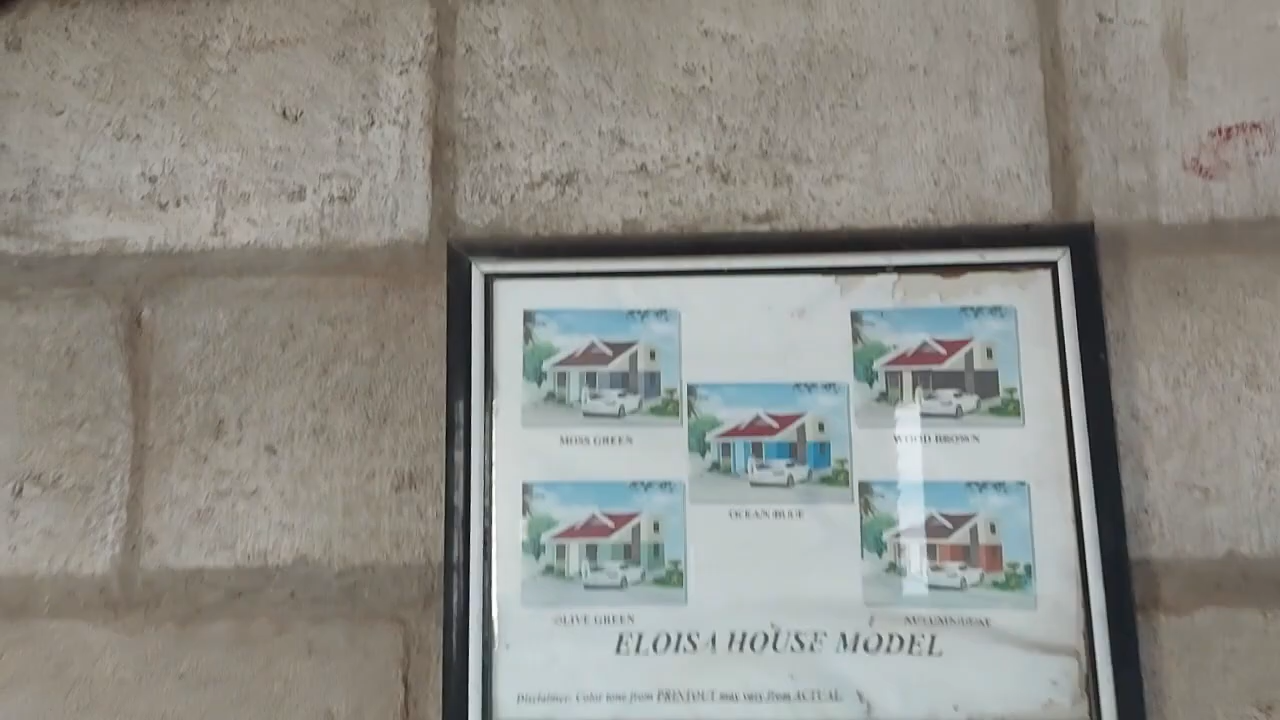 MOSS GREEN
WOOD BROWN
OCEAN BLUE
OLIVE GREEN
ELOISA HOUSE MODEL
Disclaimer: Color tone from PRINTOUT may vary from ACTUAL